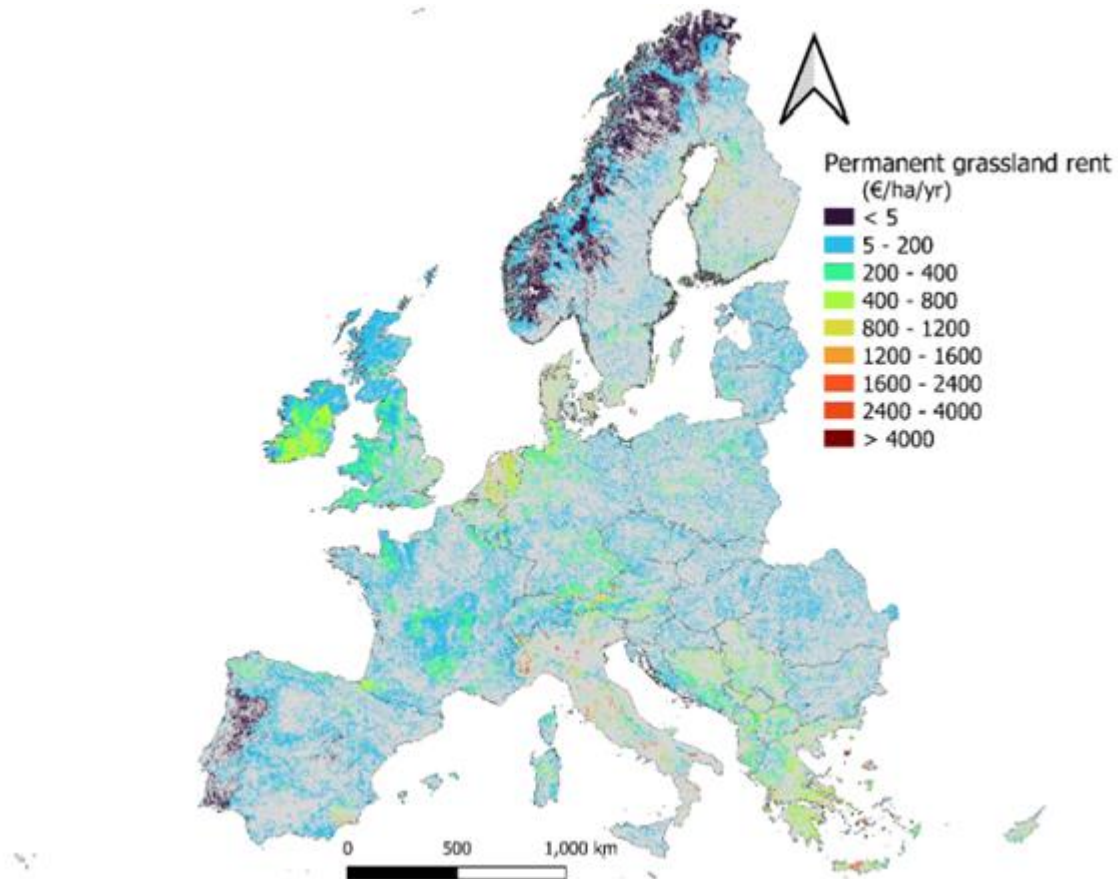 Permanent grassland rent
(€/ha/yr)
< 5
5 - 200
200 - 400
400 - 800
800 - 1200
1200 - 1600
1600 - 2400
2400 - 4000
> 4000
0 500 1,000 km